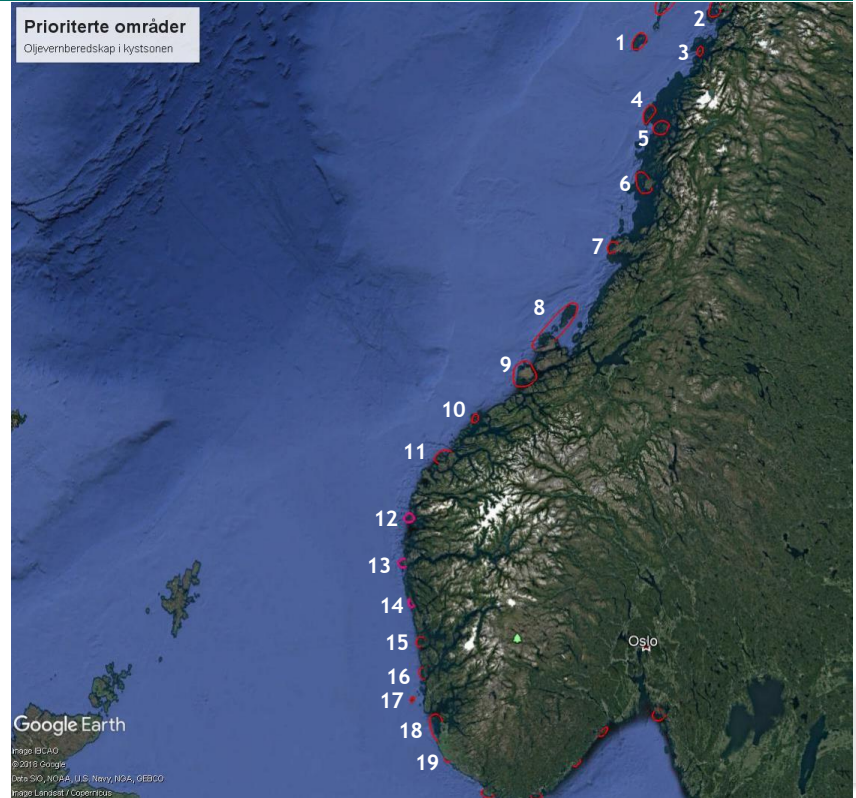 Prioriterte områder
Oljevernberedskap i kystsonen
2
1
3
4
5
6
7
8
9
10
11
12
13
14
15
Oslo
16
17
18
19
Google Earth
Image IBCAO
©2018 Google
Data SIO, NOAA, U.S. Navy, NGA, GEBCO
Image Landsat / Copernicus